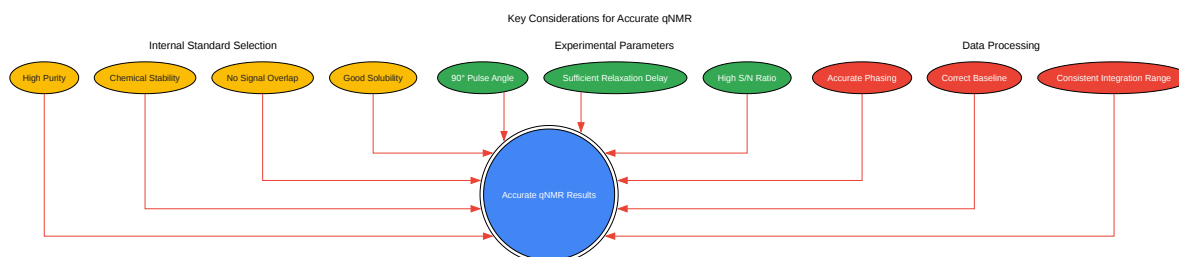 Key Considerations for Accurate qNMR
Internal Standard Selection
Experimental Parameters
Data Processing
High Purity
Chemical Stability
No Signal Overlap
Good Solubility
90° Pulse Angle
Sufficient Relaxation Delay
High S/N Ratio
Accurate Phasing
Correct Baseline
Consistent Integration Range
Accurate qNMR Results